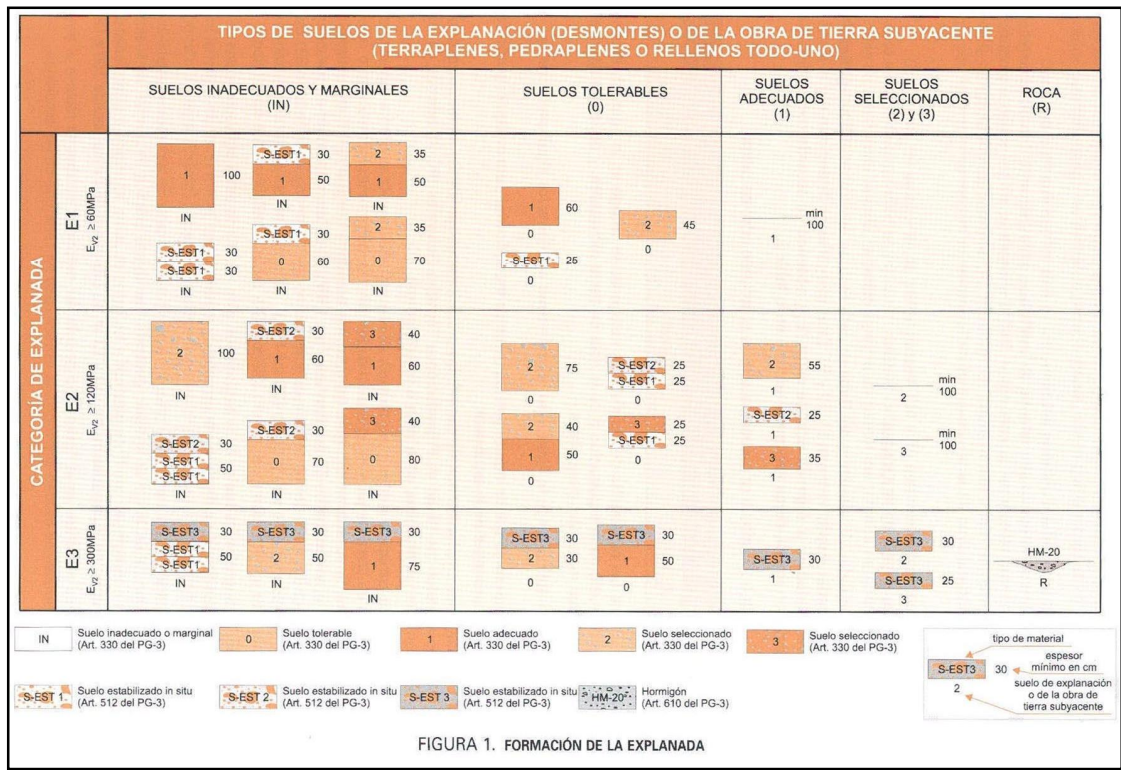 TIPOS DE SUELOS DE LA EXPLANACIÓN (DESMONTES) O DE LA OBRA DE TIERRA SUBYACENTE
(TERRAPLENES, PEDRAPLENES O RELLENOS TODO-UNO)
SUELOS INADECUADOS Y MARGINALES
(IN)
SUELOS TOLERABLES
(0)
SUELOS
ADECUADOS
(1)
SUELOS
SELECCIONADOS
(2) y (3)
ROCA
(R)
CATEGORÍA DE EXPLANADA
E1
EV2 ≥ 60MPa
1 100
IN
S-EST1 30
1 50
IN
2 35
1 50
IN
S-EST1 30
S-EST1 30
IN
S-EST1 30
0 60
IN
2 35
0 70
IN
1 60
0
2 45
0
S-EST1 25
0
min
100
1
E2
EV2 ≥ 120MPa
2 100
IN
S-EST2 30
1 60
IN
3 40
1 60
IN
S-EST2 30
S-EST1 50
S-EST1
IN
S-EST2 30
0 70
IN
3 40
0 80
IN
2 75
0
S-EST2 25
S-EST1 25
0
2 40
1 50
0
3 25
S-EST1 25
0
2 55
1
S-EST2 25
1
3 35
1
min
100
2
min
100
3
E3
EV2 ≥ 300MPa
S-EST3 30
S-EST1 50
S-EST1
IN
S-EST3 30
2 50
IN
S-EST3 30
1 75
IN
S-EST3 30
2 30
0
S-EST3 30
1 50
0
S-EST3 30
1
S-EST3 30
2
S-EST3 25
3
HM-20
R
IN Suelo inadecuado o marginal
(Art. 330 del PG-3)
0 Suelo tolerable
(Art. 330 del PG-3)
1 Suelo adecuado
(Art. 330 del PG-3)
2 Suelo seleccionado
(Art. 330 del PG-3)
3 Suelo seleccionado
(Art. 330 del PG-3)
S-EST 1 Suelo estabilizado in situ
(Art. 512 del PG-3)
S-EST 2 Suelo estabilizado in situ
(Art. 512 del PG-3)
S-EST 3 Suelo estabilizado in situ
(Art. 512 del PG-3)
HM-20 Hormigón
(Art. 610 del PG-3)
tipo de material
S-EST3 30 espesor
mínimo en cm
2 suelo de explanación
o de la obra de
tierra subyacente
FIGURA 1. FORMACIÓN DE LA EXPLANADA